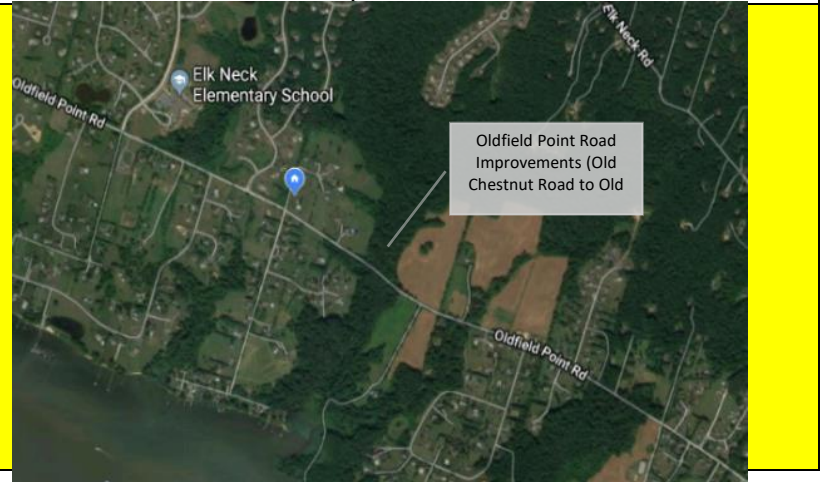 Elk Neck Rd
Elk Neck
Elementary School
Oldfield Point Rd
Oldfield Point Road
Improvements (Old
Chestnut Road to Old
Oldfield Point Rd